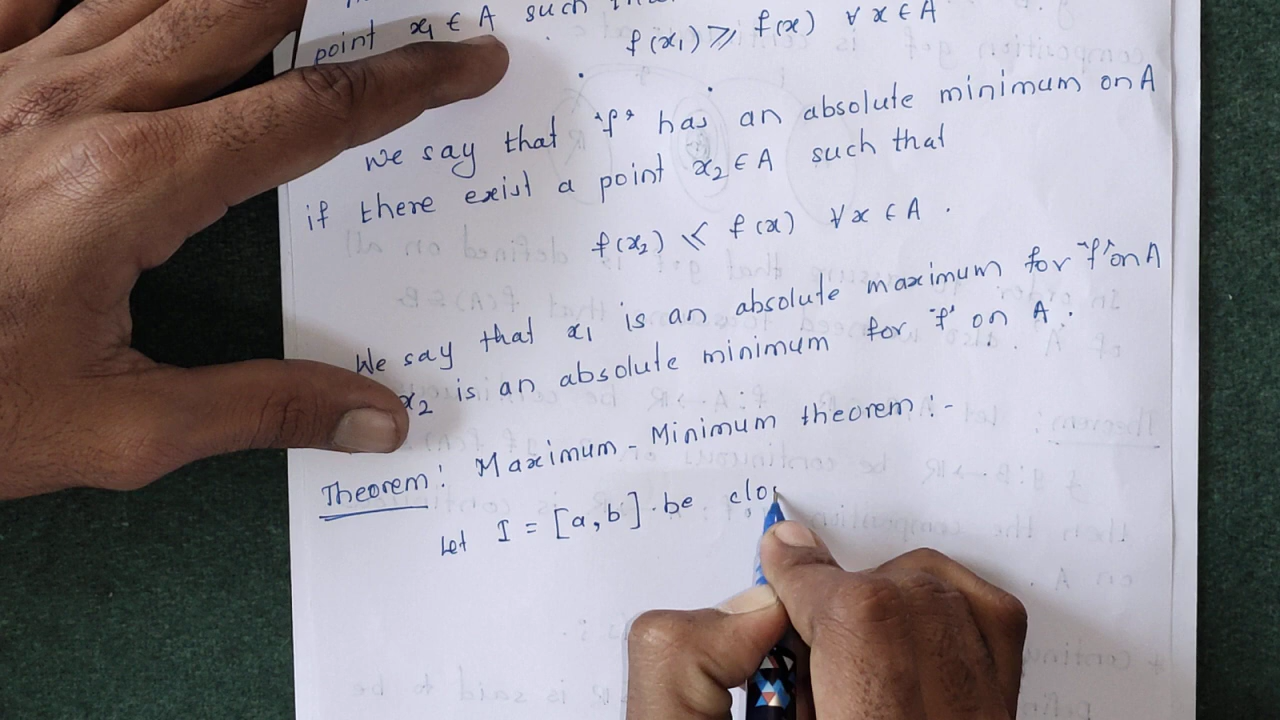 point x₁ ∈ A such
f(x₁) ⩾ f(x) ∀ x ∈ A
We say that "f" has an absolute minimum on A
if there exist a point x₂ ∈ A such that
f(x₂) ⩽ f(x) ∀ x ∈ A .
We say that x₁ is an absolute maximum for "f" on A
x₂ is an absolute minimum for "f" on A .
Theorem : Maximum - Minimum theorem :-
Let I = [a, b] . be clos